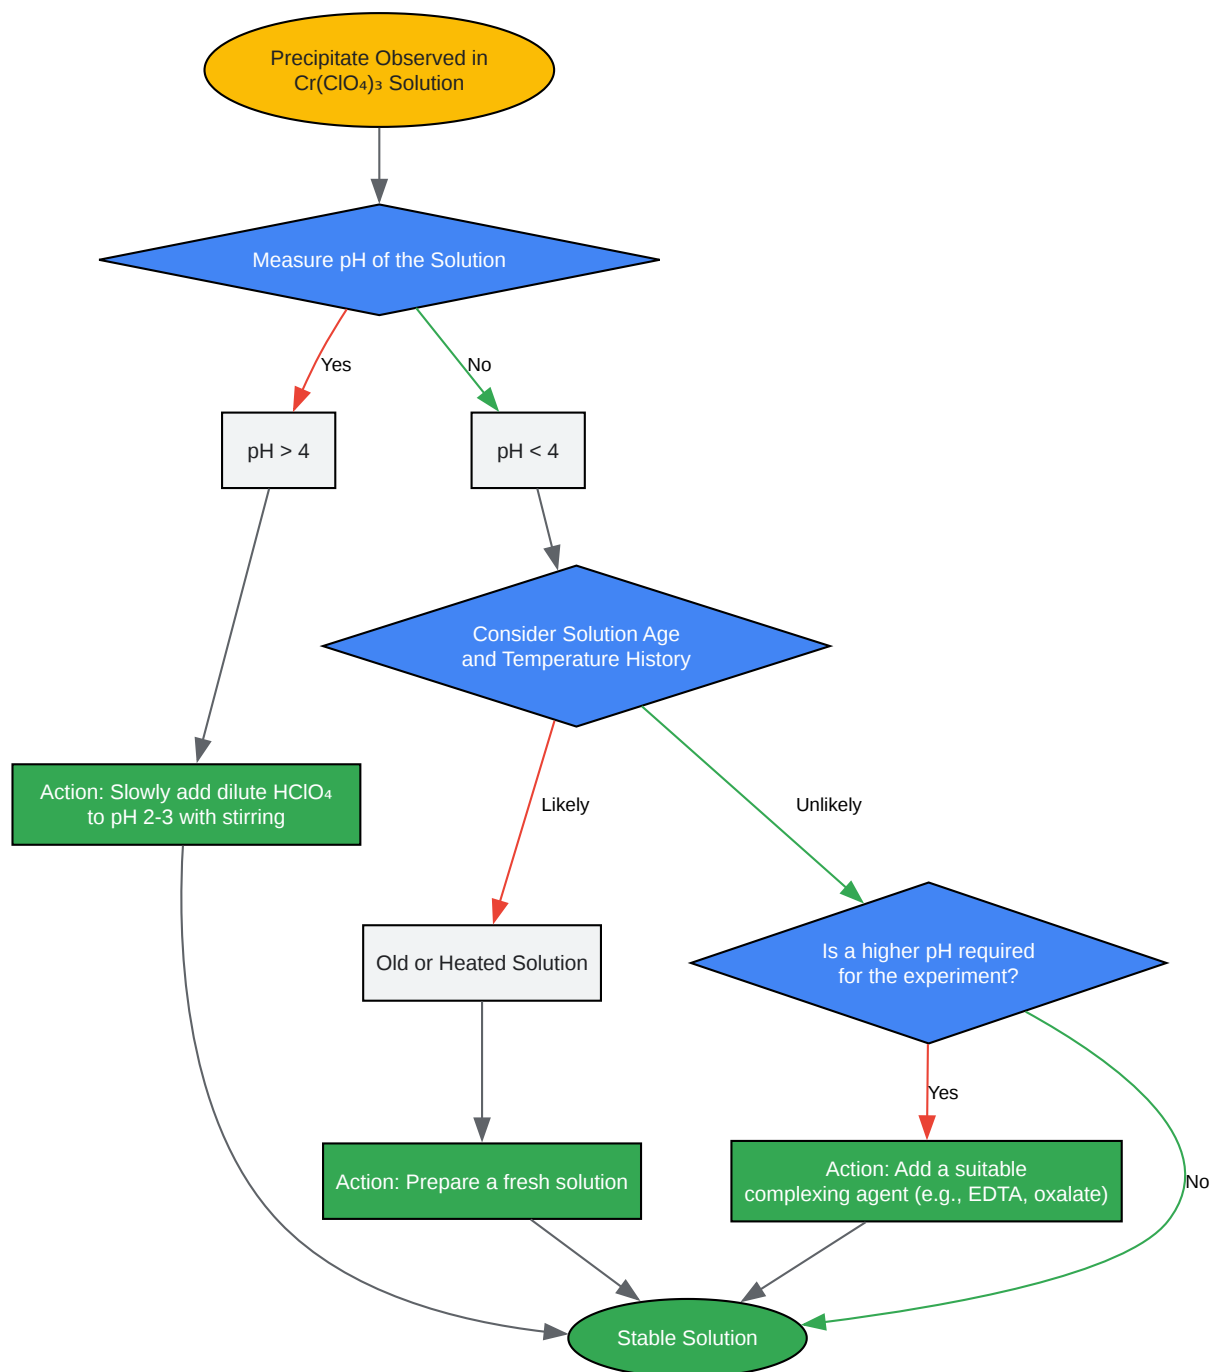 Precipitate Observed in
Cr(ClO₄)₃ Solution
Measure pH of the Solution
Yes
No
pH > 4
pH < 4
Consider Solution Age
and Temperature History
Action: Slowly add dilute HClO₄
to pH 2-3 with stirring
Likely
Unlikely
Old or Heated Solution
Is a higher pH required
for the experiment?
Yes
No
Action: Prepare a fresh solution
Action: Add a suitable
complexing agent (e.g., EDTA, oxalate)
Stable Solution